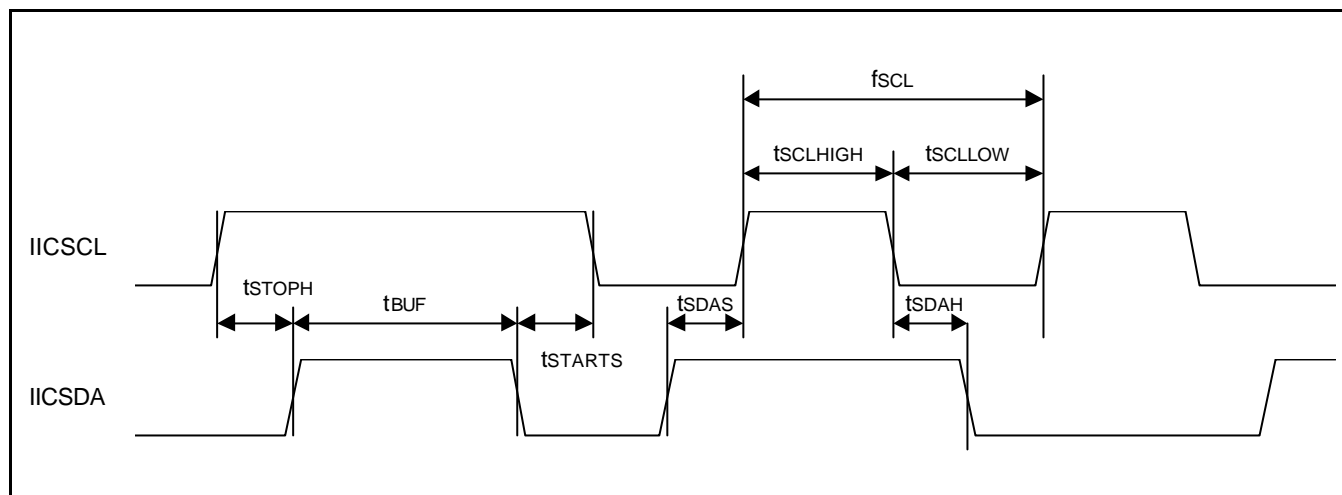 fSCL
tSCLHIGH tSCLLOW
IICSCL
tSTOPH tBUF tSDAS tSDAH
tSTARTS
IICSDA